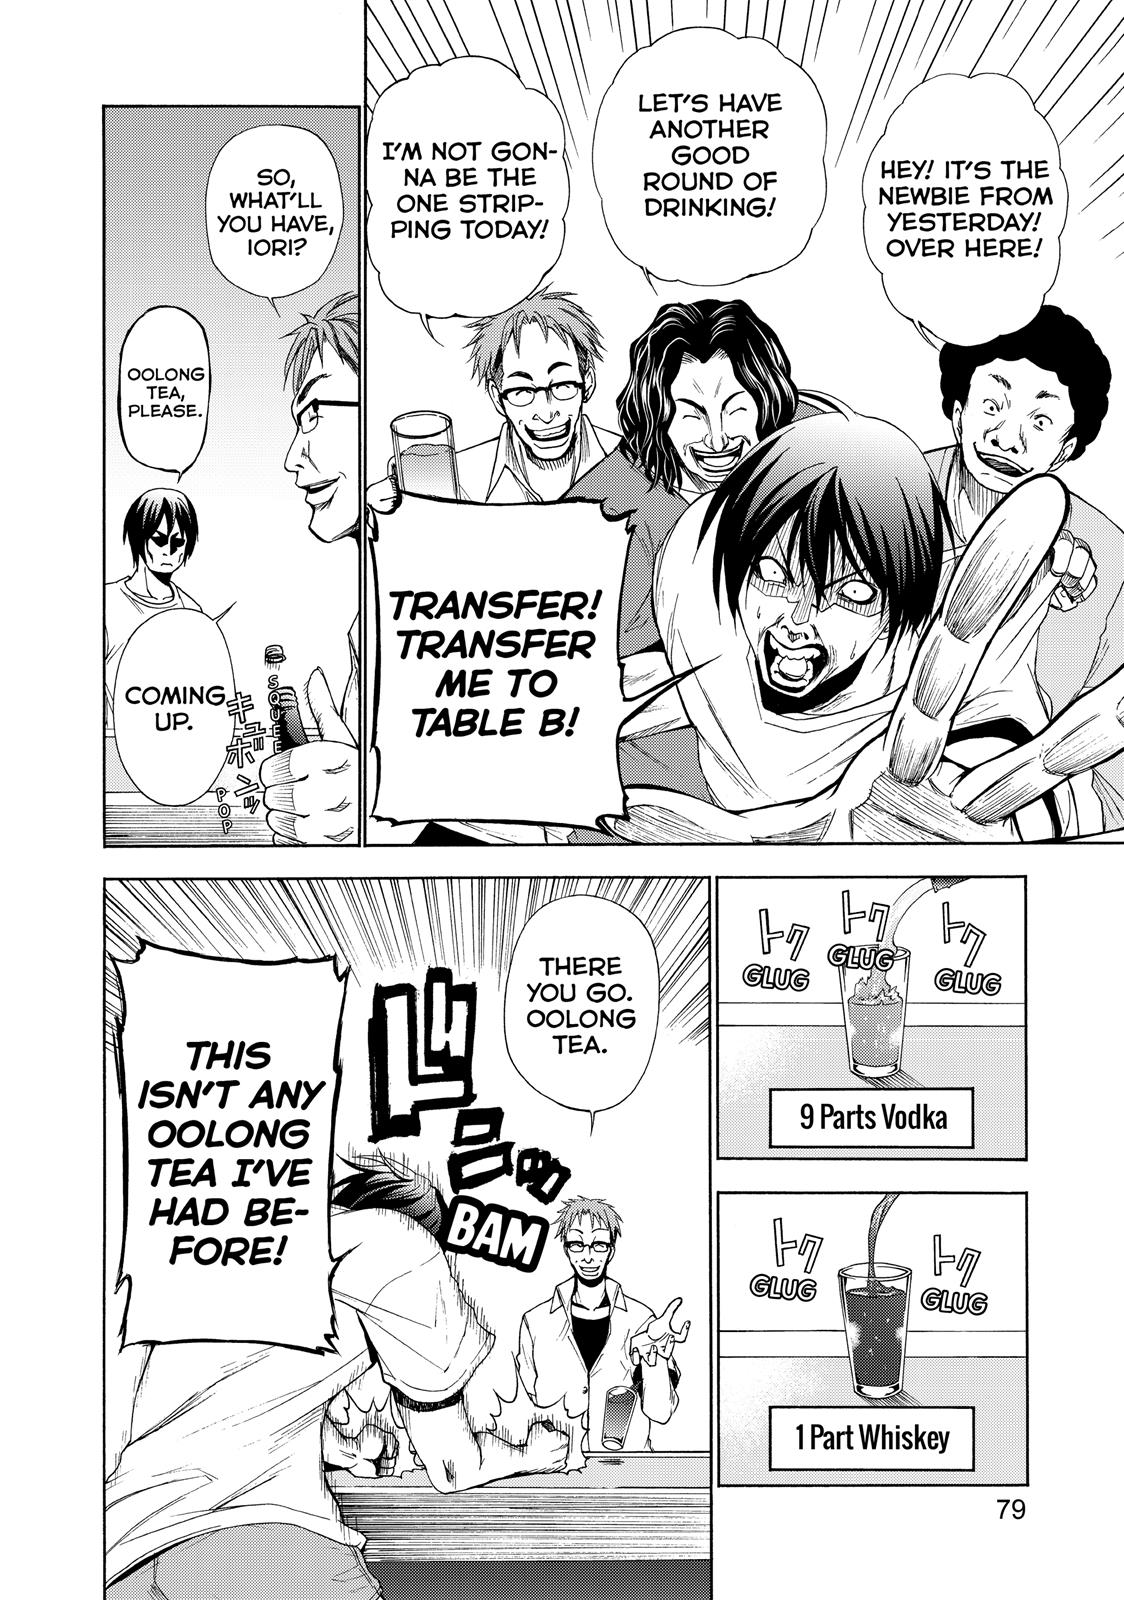 HEY! IT'S THE
NEWBIE FROM
YESTERDAY!
OVER HERE!
LET'S HAVE
ANOTHER
GOOD
ROUND OF
DRINKING!
I'M NOT GON-
NA BE THE
ONE STRIP-
PING TODAY!
TRANSFER!
TRANSFER
ME TO
TABLE B!
SO,
WHAT'LL
YOU HAVE,
IORI?
OOLONG
TEA,
PLEASE.
COMING
UP.
キュポンッ
SQUEE
POP
トク
GLUG
トク
GLUG
トク
GLUG
9 Parts Vodka
トク
GLUG
トク
GLUG
1 Part Whiskey
THERE
YOU GO.
OOLONG
TEA.
BAM
THIS
ISN'T ANY
OOLONG
TEA I'VE
HAD BE-
FORE!
79